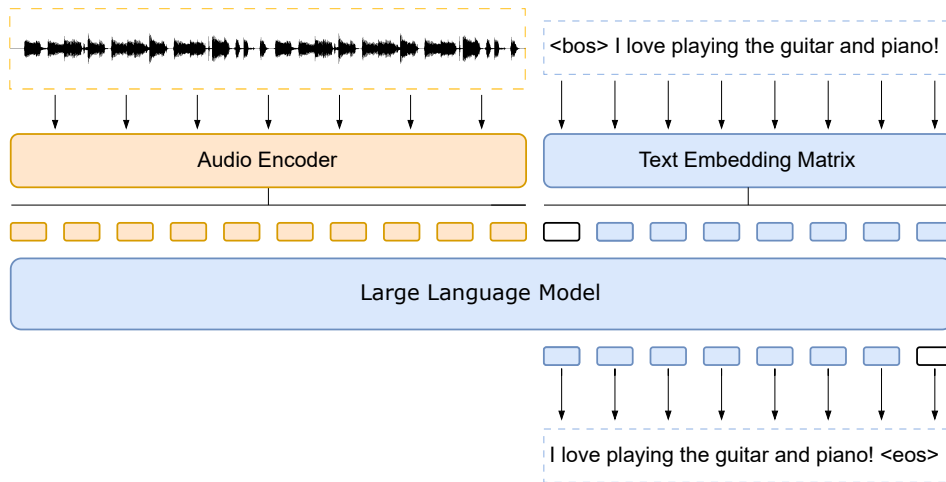 <bos> I love playing the guitar and piano!
Audio Encoder
Text Embedding Matrix
Large Language Model
I love playing the guitar and piano! <eos>